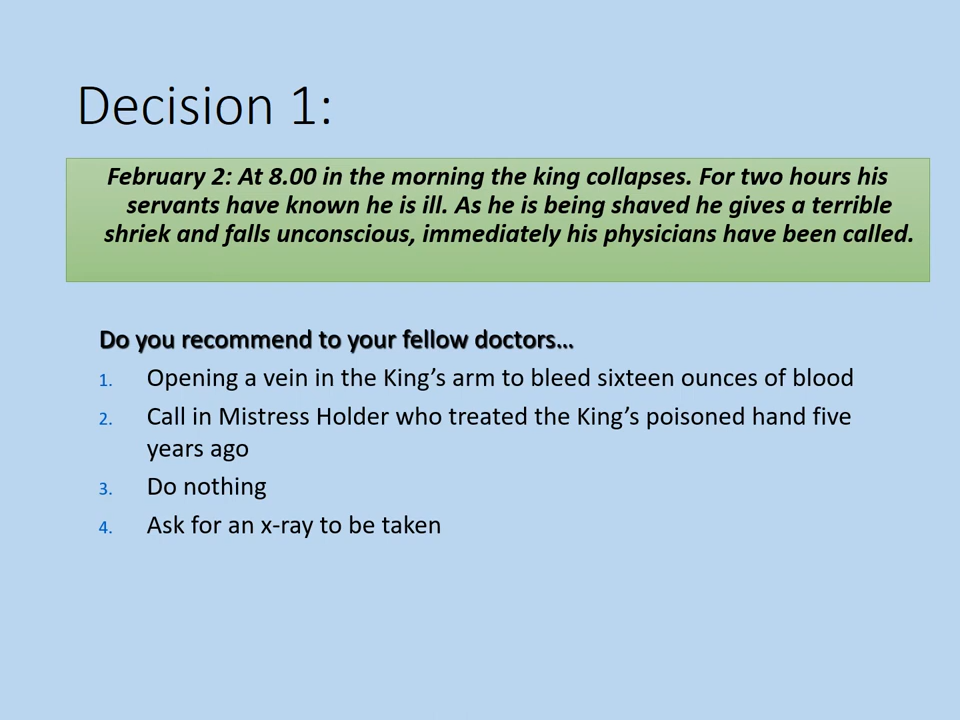 Decision 1:
February 2: At 8.00 in the morning the king collapses. For two hours his
servants have known he is ill. As he is being shaved he gives a terrible
shriek and falls unconscious, immediately his physicians have been called.
Do you recommend to your fellow doctors…
1. Opening a vein in the King’s arm to bleed sixteen ounces of blood
2. Call in Mistress Holder who treated the King’s poisoned hand five
years ago
3. Do nothing
4. Ask for an x-ray to be taken